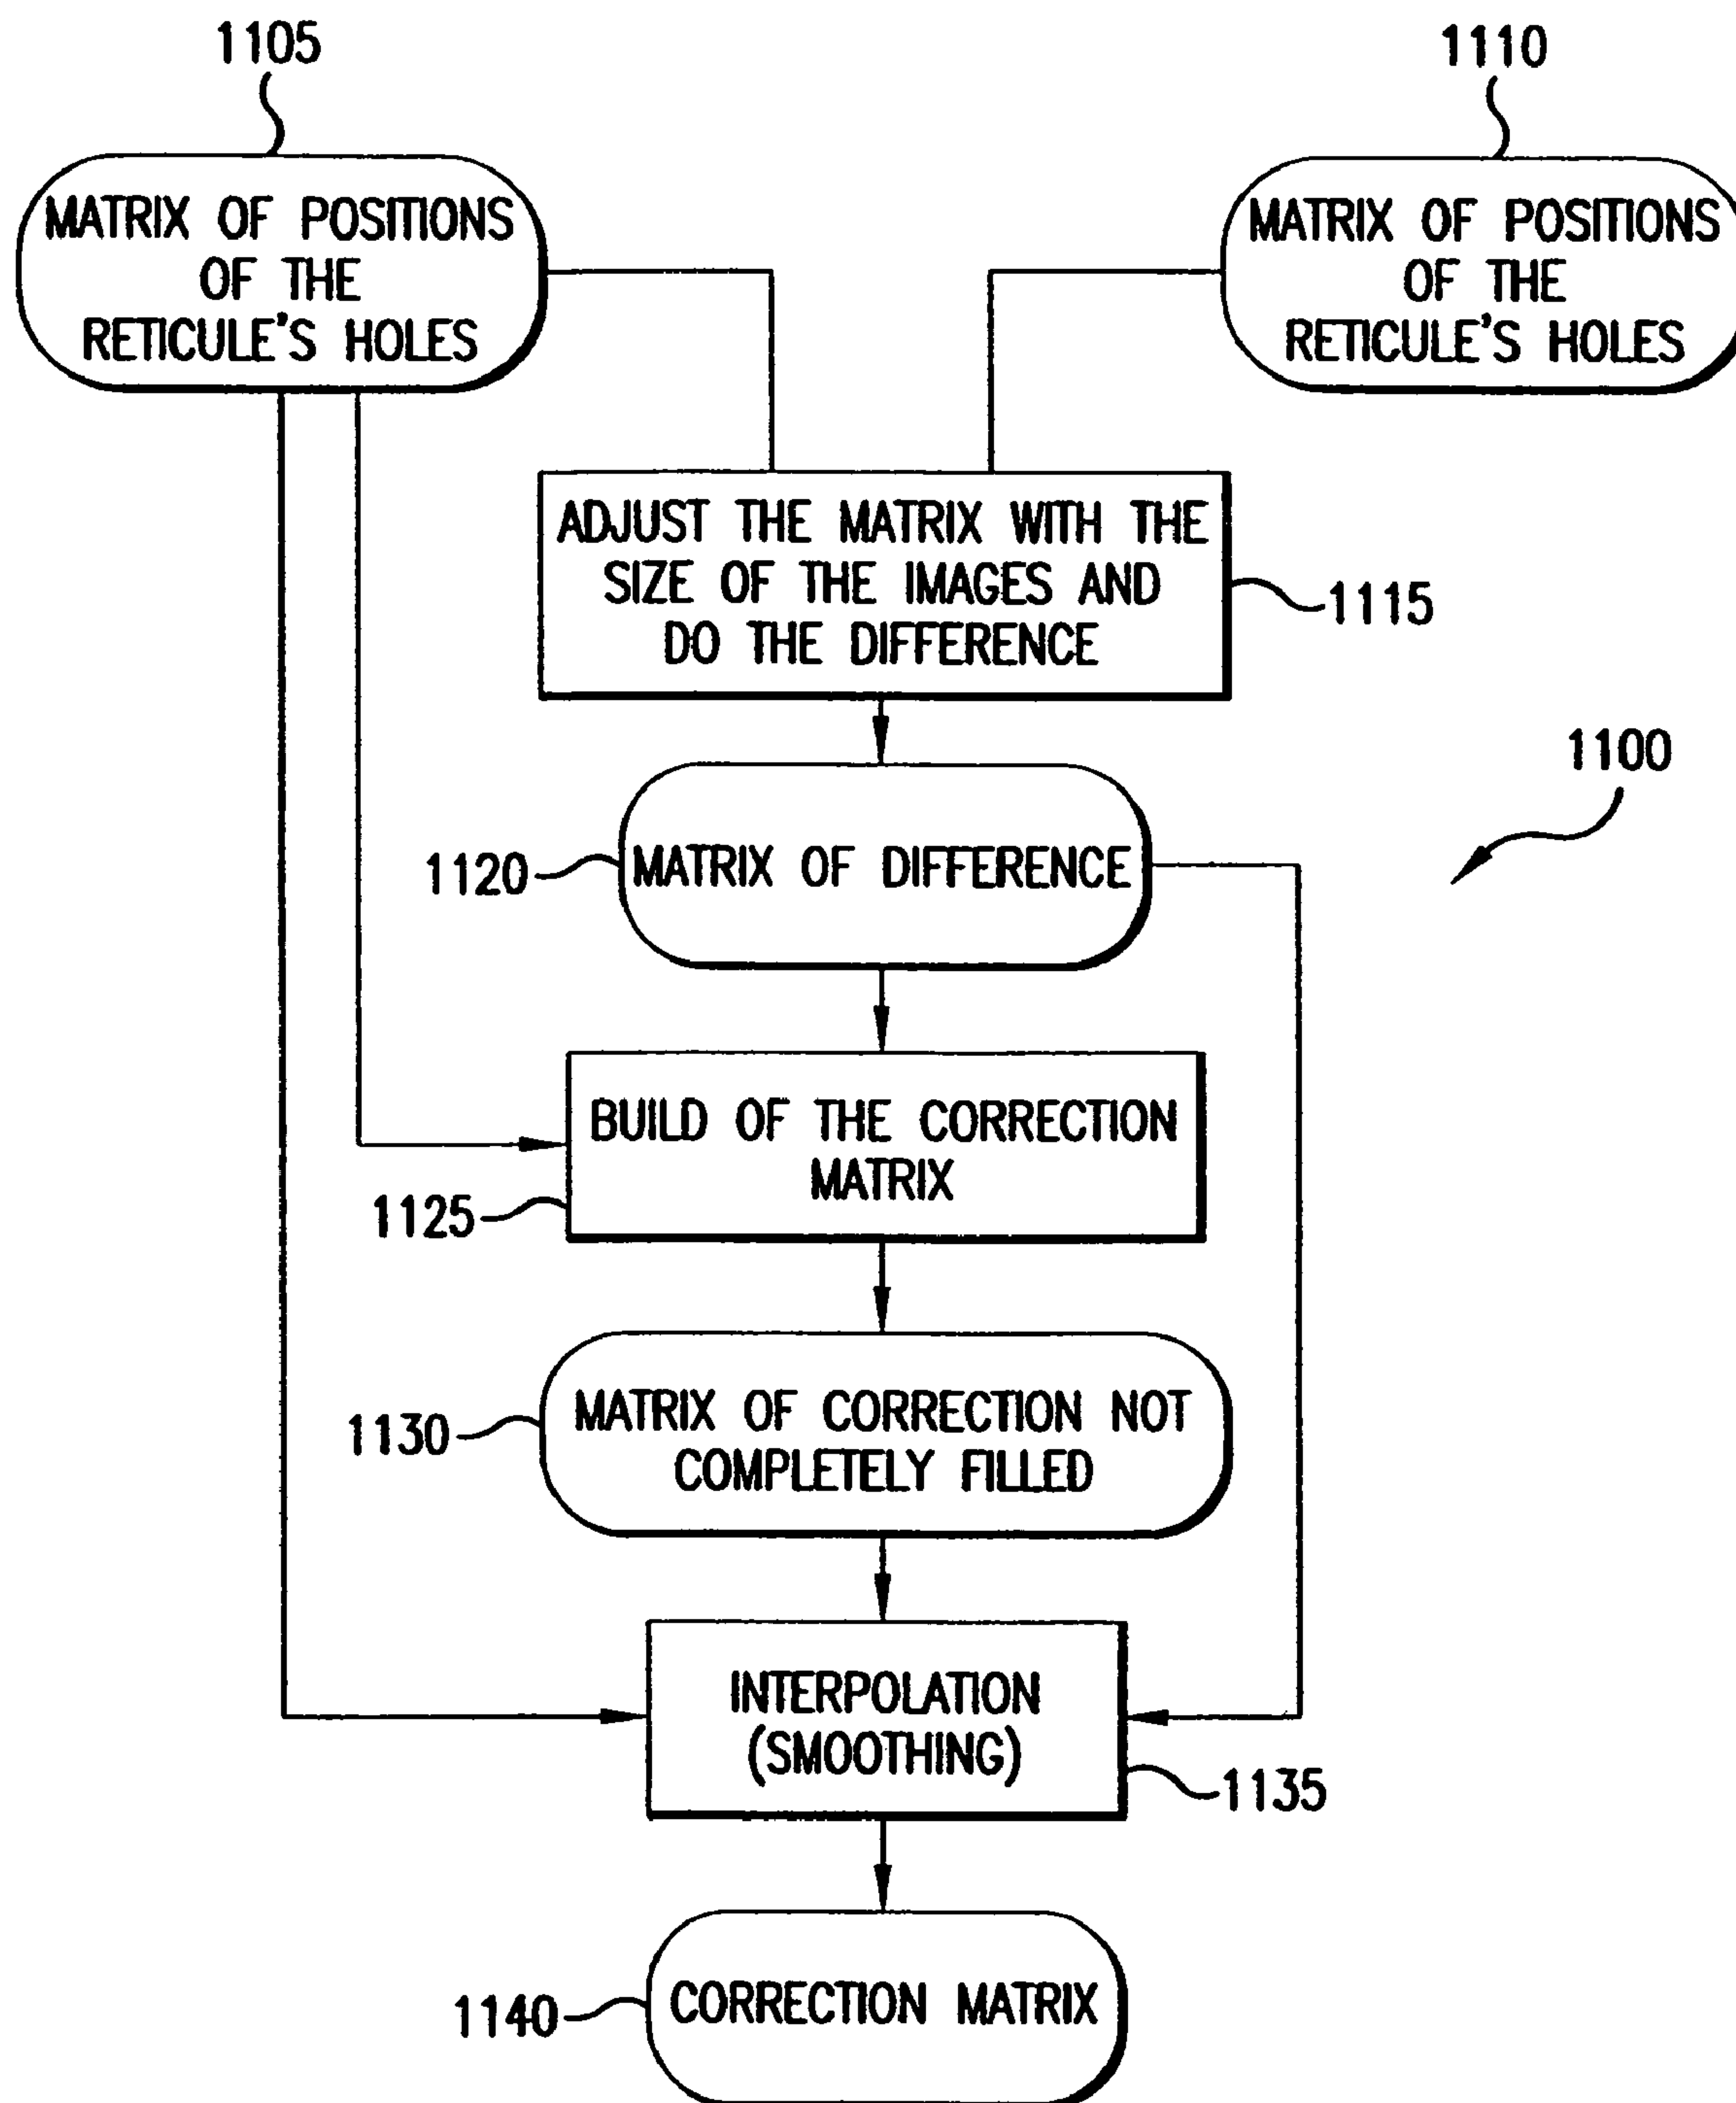 1105
1110
MATRIX OF POSITIONS
OF THE
RETICULE'S HOLES
MATRIX OF POSITIONS
OF THE
RETICULE'S HOLES
ADJUST THE MATRIX WITH THE
SIZE OF THE IMAGES AND
DO THE DIFFERENCE
1115
1100
1120
MATRIX OF DIFFERENCE
BUILD OF THE CORRECTION
MATRIX
1125
MATRIX OF CORRECTION NOT
COMPLETELY FILLED
1130
INTERPOLATION
(SMOOTHING)
1135
1140
CORRECTION MATRIX